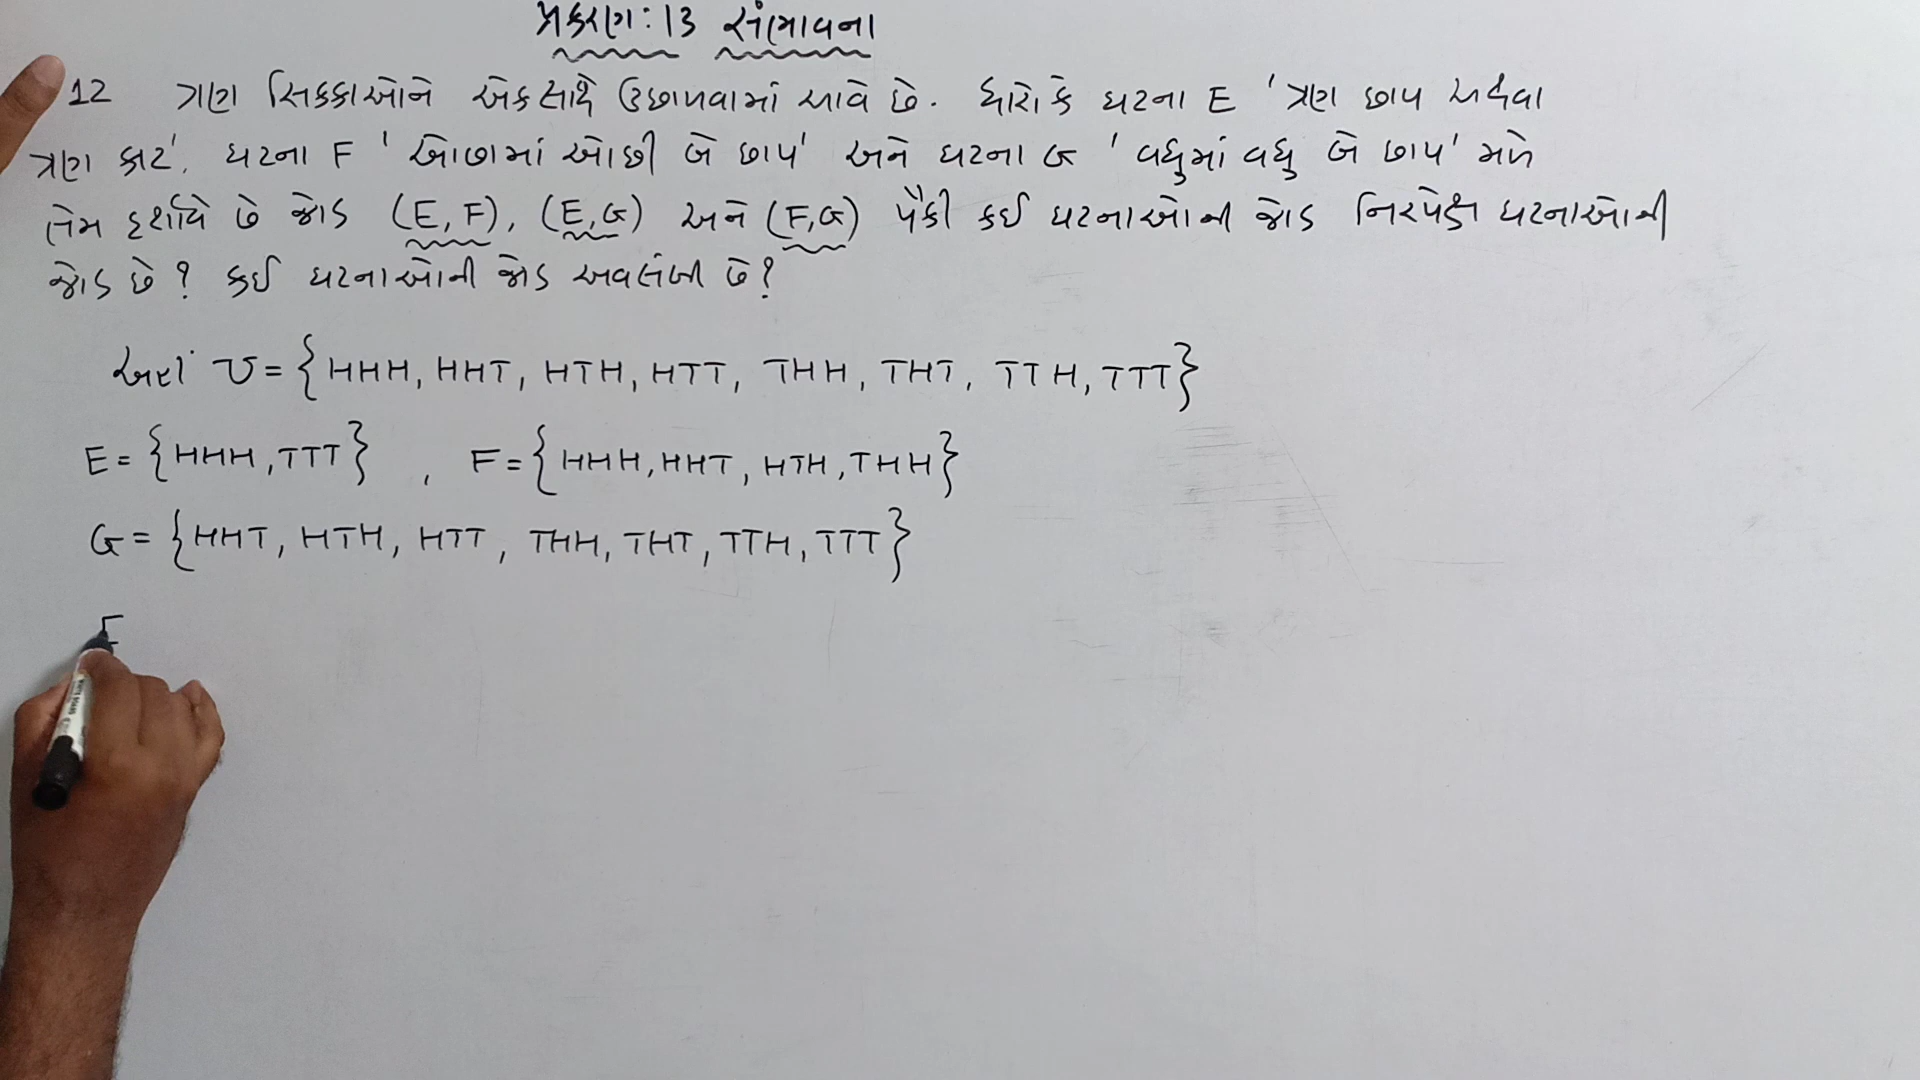 પ્રકરણ: 13 સંભાવના
12 ત્રણ સિક્કાઓને એકસાથે ઉછાળવામાં આવે છે. ધારોકે ઘટના E 'ત્રણ છાપ અથવા
ત્રણ કાટ', ઘટના F 'ઓછામાં ઓછી બે છાપ' અને ઘટના G 'વધુમાં વધુ બે છાપ' મળે
તેમ દર્શાવે છે જોડ (E, F), (E,G) અને (F,G) પૈકી કઈ ઘટનાઓની જોડ નિરપેક્ષ ઘટનાઓની
જોડ છે? કઈ ઘટનાઓની જોડ અવલંબી છે?
અહીં U = {HHH, HHT, HTH, HTT, THH, THT, TTH, TTT}
E = {HHH, TTT} , F = {HHH, HHT, HTH, THH}
G = {HHT, HTH, HTT, THH, THT, TTH, TTT}